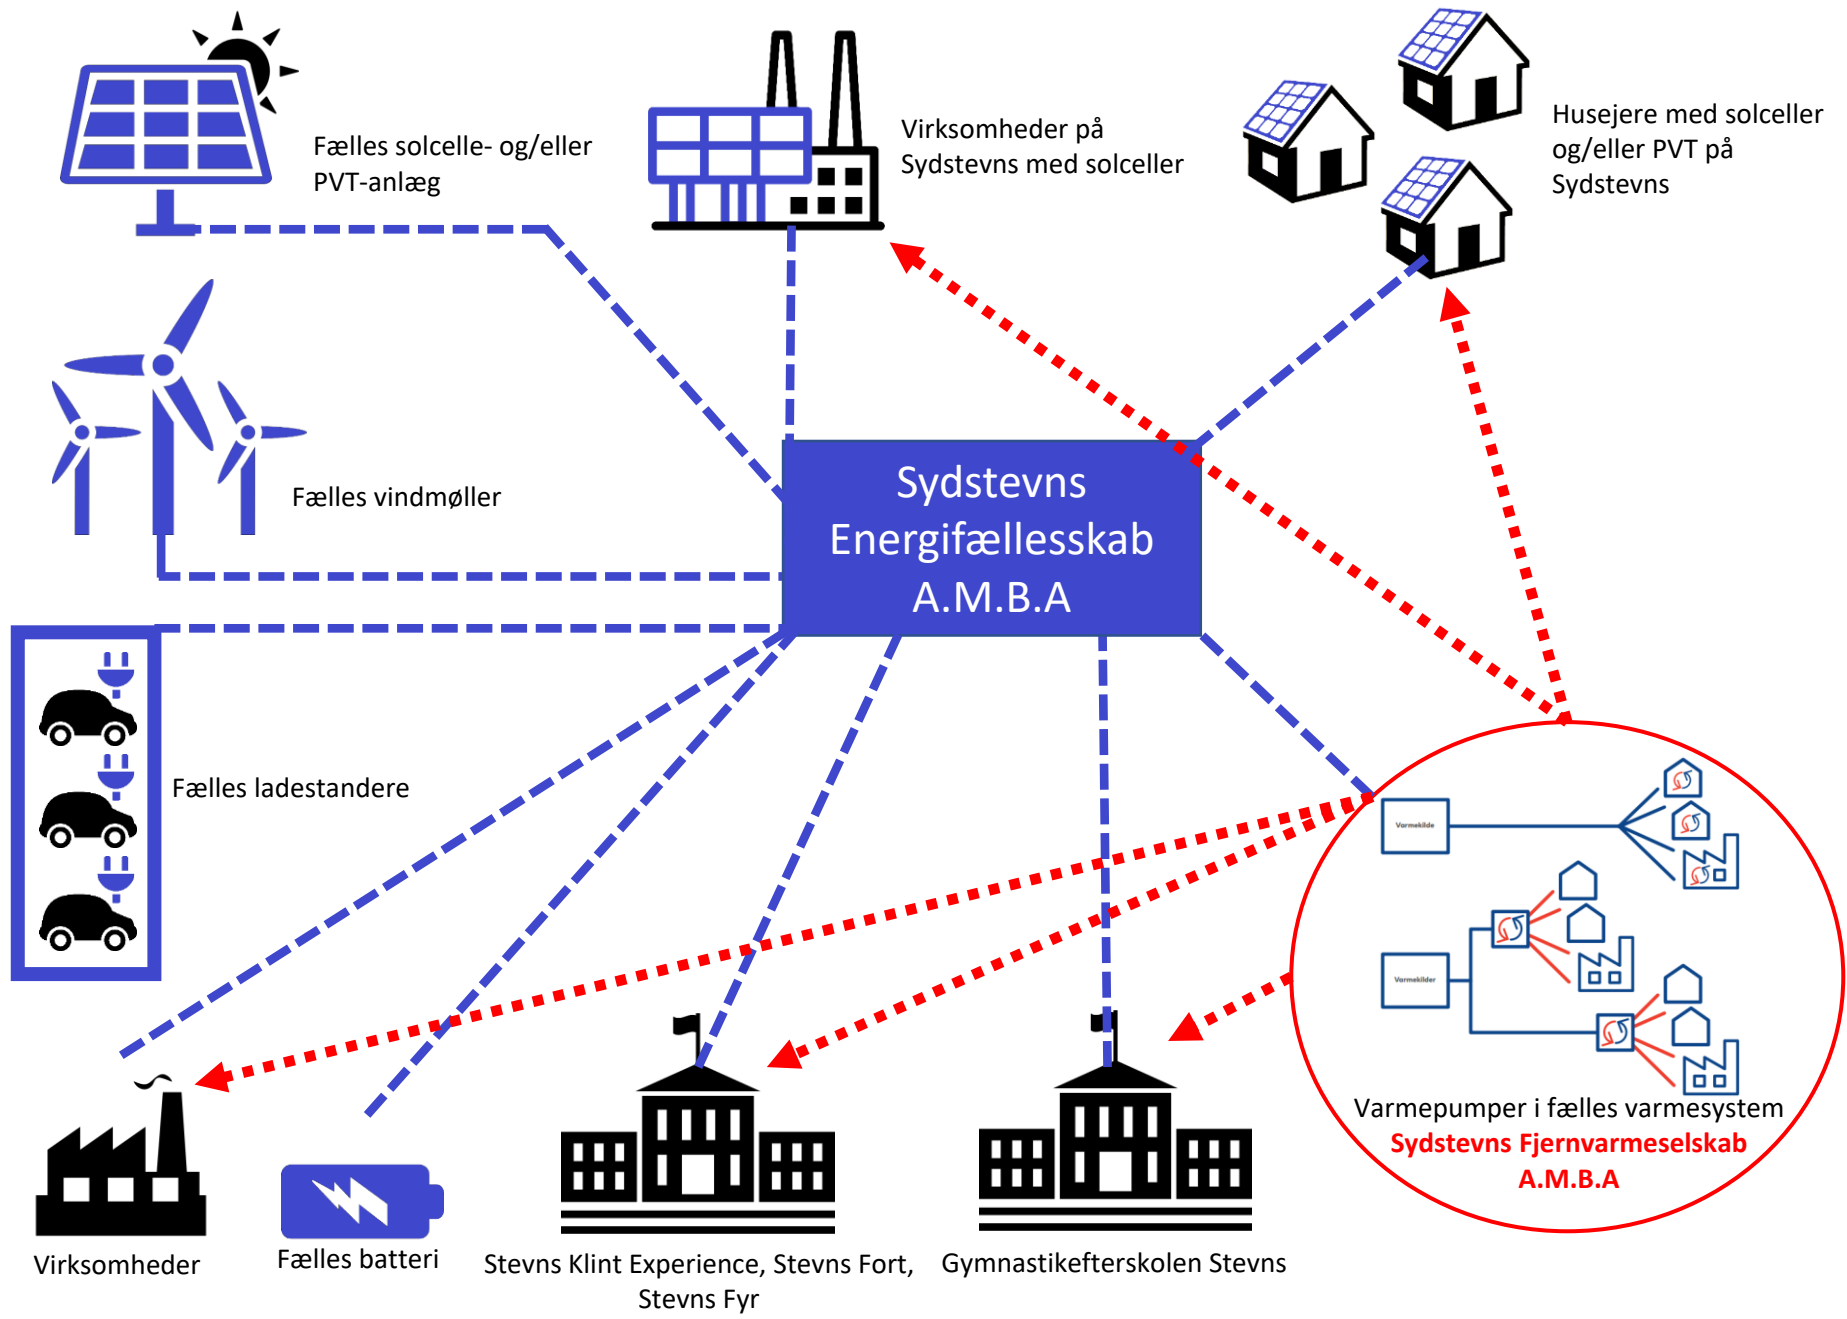 Fælles solcelle- og/eller
PVT-anlæg
Virksomheder på
Sydstevns med solceller
Husejere med solceller
og/eller PVT på
Sydstevns
Fælles vindmøller
Sydstevns
Energifællesskab
A.M.B.A
Fælles ladestandere
Varmekilde
Varmekilder
Varmepumper i fælles varmesystem
Sydstevns Fjernvarmeselskab
A.M.B.A
Virksomheder
Fælles batteri
Stevns Klint Experience, Stevns Fort,
Stevns Fyr
Gymnastikefterskolen Stevns